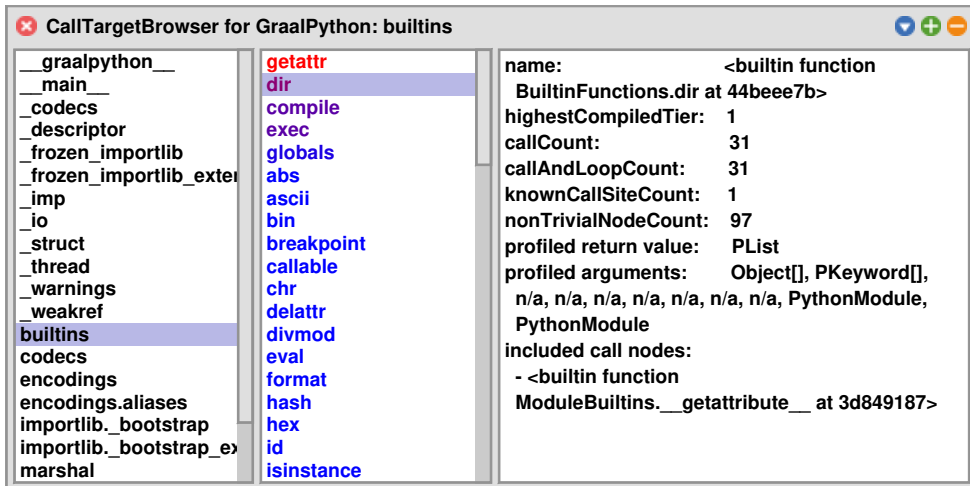 CallTargetBrowser for GraalPython: builtins
__graalpython__
__main__
_codecs
_descriptor
_frozen_importlib
_frozen_importlib_exter
_imp
_io
_struct
_thread
_warnings
_weakref
builtins
codecs
encodings
encodings.aliases
importlib._bootstrap
importlib._bootstrap_ex
marshal
getattr
dir
compile
exec
globals
abs
ascii
bin
breakpoint
callable
chr
delattr
divmod
eval
format
hash
hex
id
isinstance
name: <builtin function
BuiltinFunctions.dir at 44beee7b>
highestCompiledTier: 1
callCount: 31
callAndLoopCount: 31
knownCallSiteCount: 1
nonTrivialNodeCount: 97
profiled return value: PList
profiled arguments: Object[], PKeyword[],
n/a, n/a, n/a, n/a, n/a, n/a, n/a, PythonModule,
PythonModule
included call nodes:
- <builtin function
ModuleBuiltins.__getattribute__ at 3d849187>